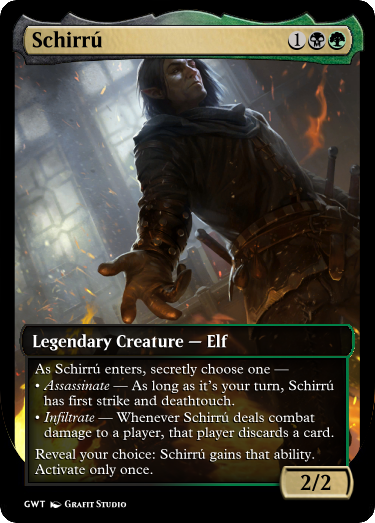 Schirrú 1
Legendary Creature — Elf
As Schirrú enters, secretly choose one —
• Assassinate — As long as it's your turn, Schirrú
has first strike and deathtouch.
• Infiltrate — Whenever Schirrú deals combat
damage to a player, that player discards a card.
Reveal your choice: Schirrú gains that ability.
Activate only once.
2/2
GWT Grafit Studio